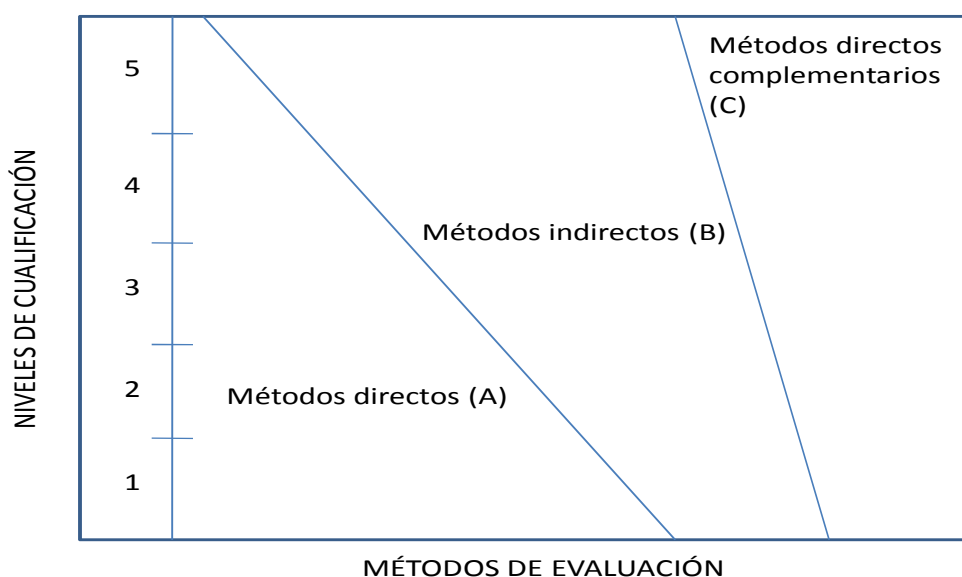 NIVELES DE CUALIFICACIÓN
5
4
3
2
1
Métodos directos (A)
Métodos indirectos (B)
Métodos directos
complementarios
(C)
MÉTODOS DE EVALUACIÓN